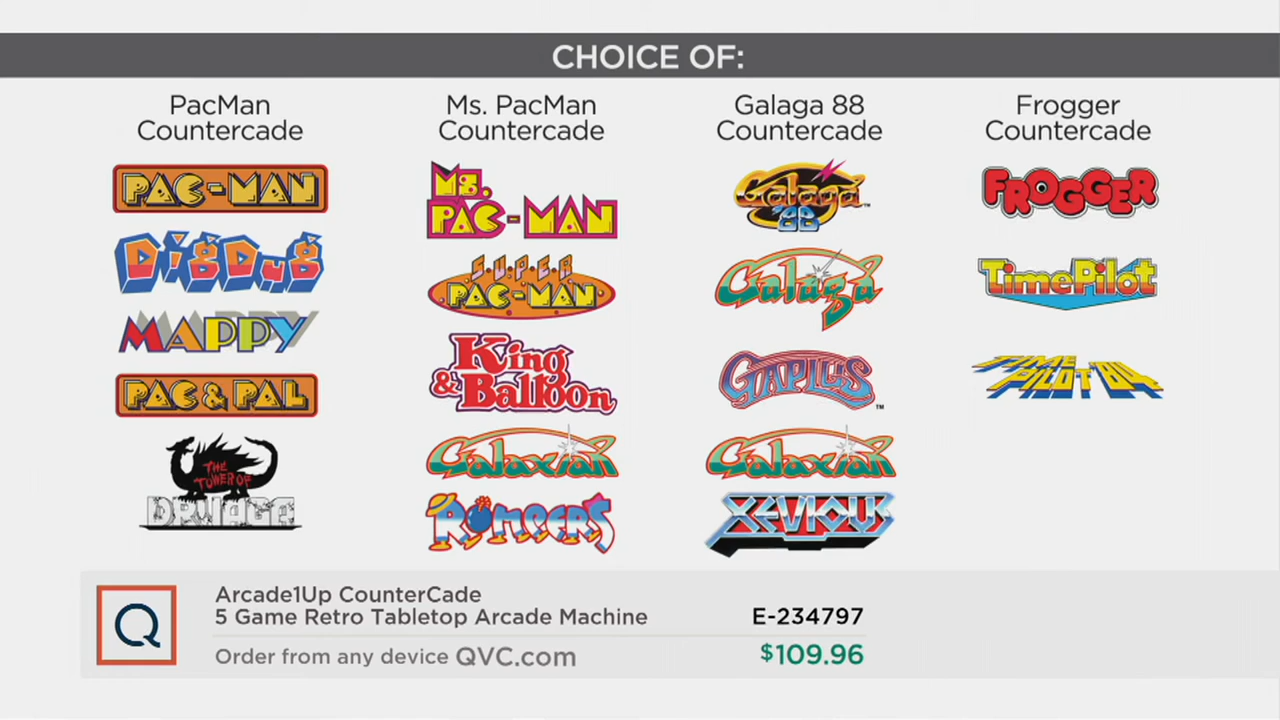 CHOICE OF:
PacMan
Countercade
PAC-MAN
DigDug
MAPPY
PAC & PAL
THE
TOWER OF
DRUAGA
Ms. PacMan
Countercade
Ms.
PAC-MAN
SUPER
PAC-MAN
King
& Balloon
Galaxian
ROMPERS
Galaga 88
Countercade
Galaga
'88
TM
Galaga
GAPLUS
TM
Galaxian
XEVIOUS
Frogger
Countercade
FROGGER
TimePilot
TIME
PILOT '84
Q
Arcade1Up CounterCade
5 Game Retro Tabletop Arcade Machine
E-234797
Order from any device QVC.com
$109.96